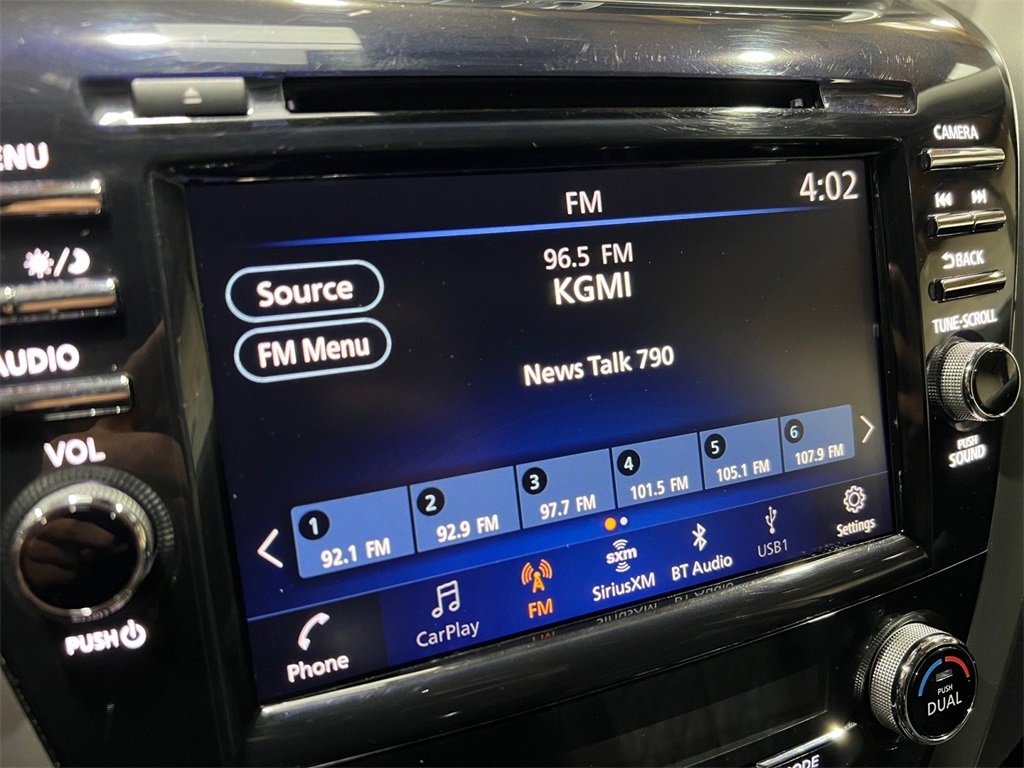 CAMERA
ENU
FM
4:02
96.5 FM
KGMI
Source
FM Menu
News Talk 790
BACK
TUNE·SCROLL
AUDIO
VOL
PUSH
SOUND
1
92.1 FM
2
92.9 FM
3
97.7 FM
4
101.5 FM
5
105.1 FM
6
107.9 FM
Phone
CarPlay
FM
sxm
SiriusXM
BT Audio
USB1
Settings
PUSH
PUSH
DUAL
MODE